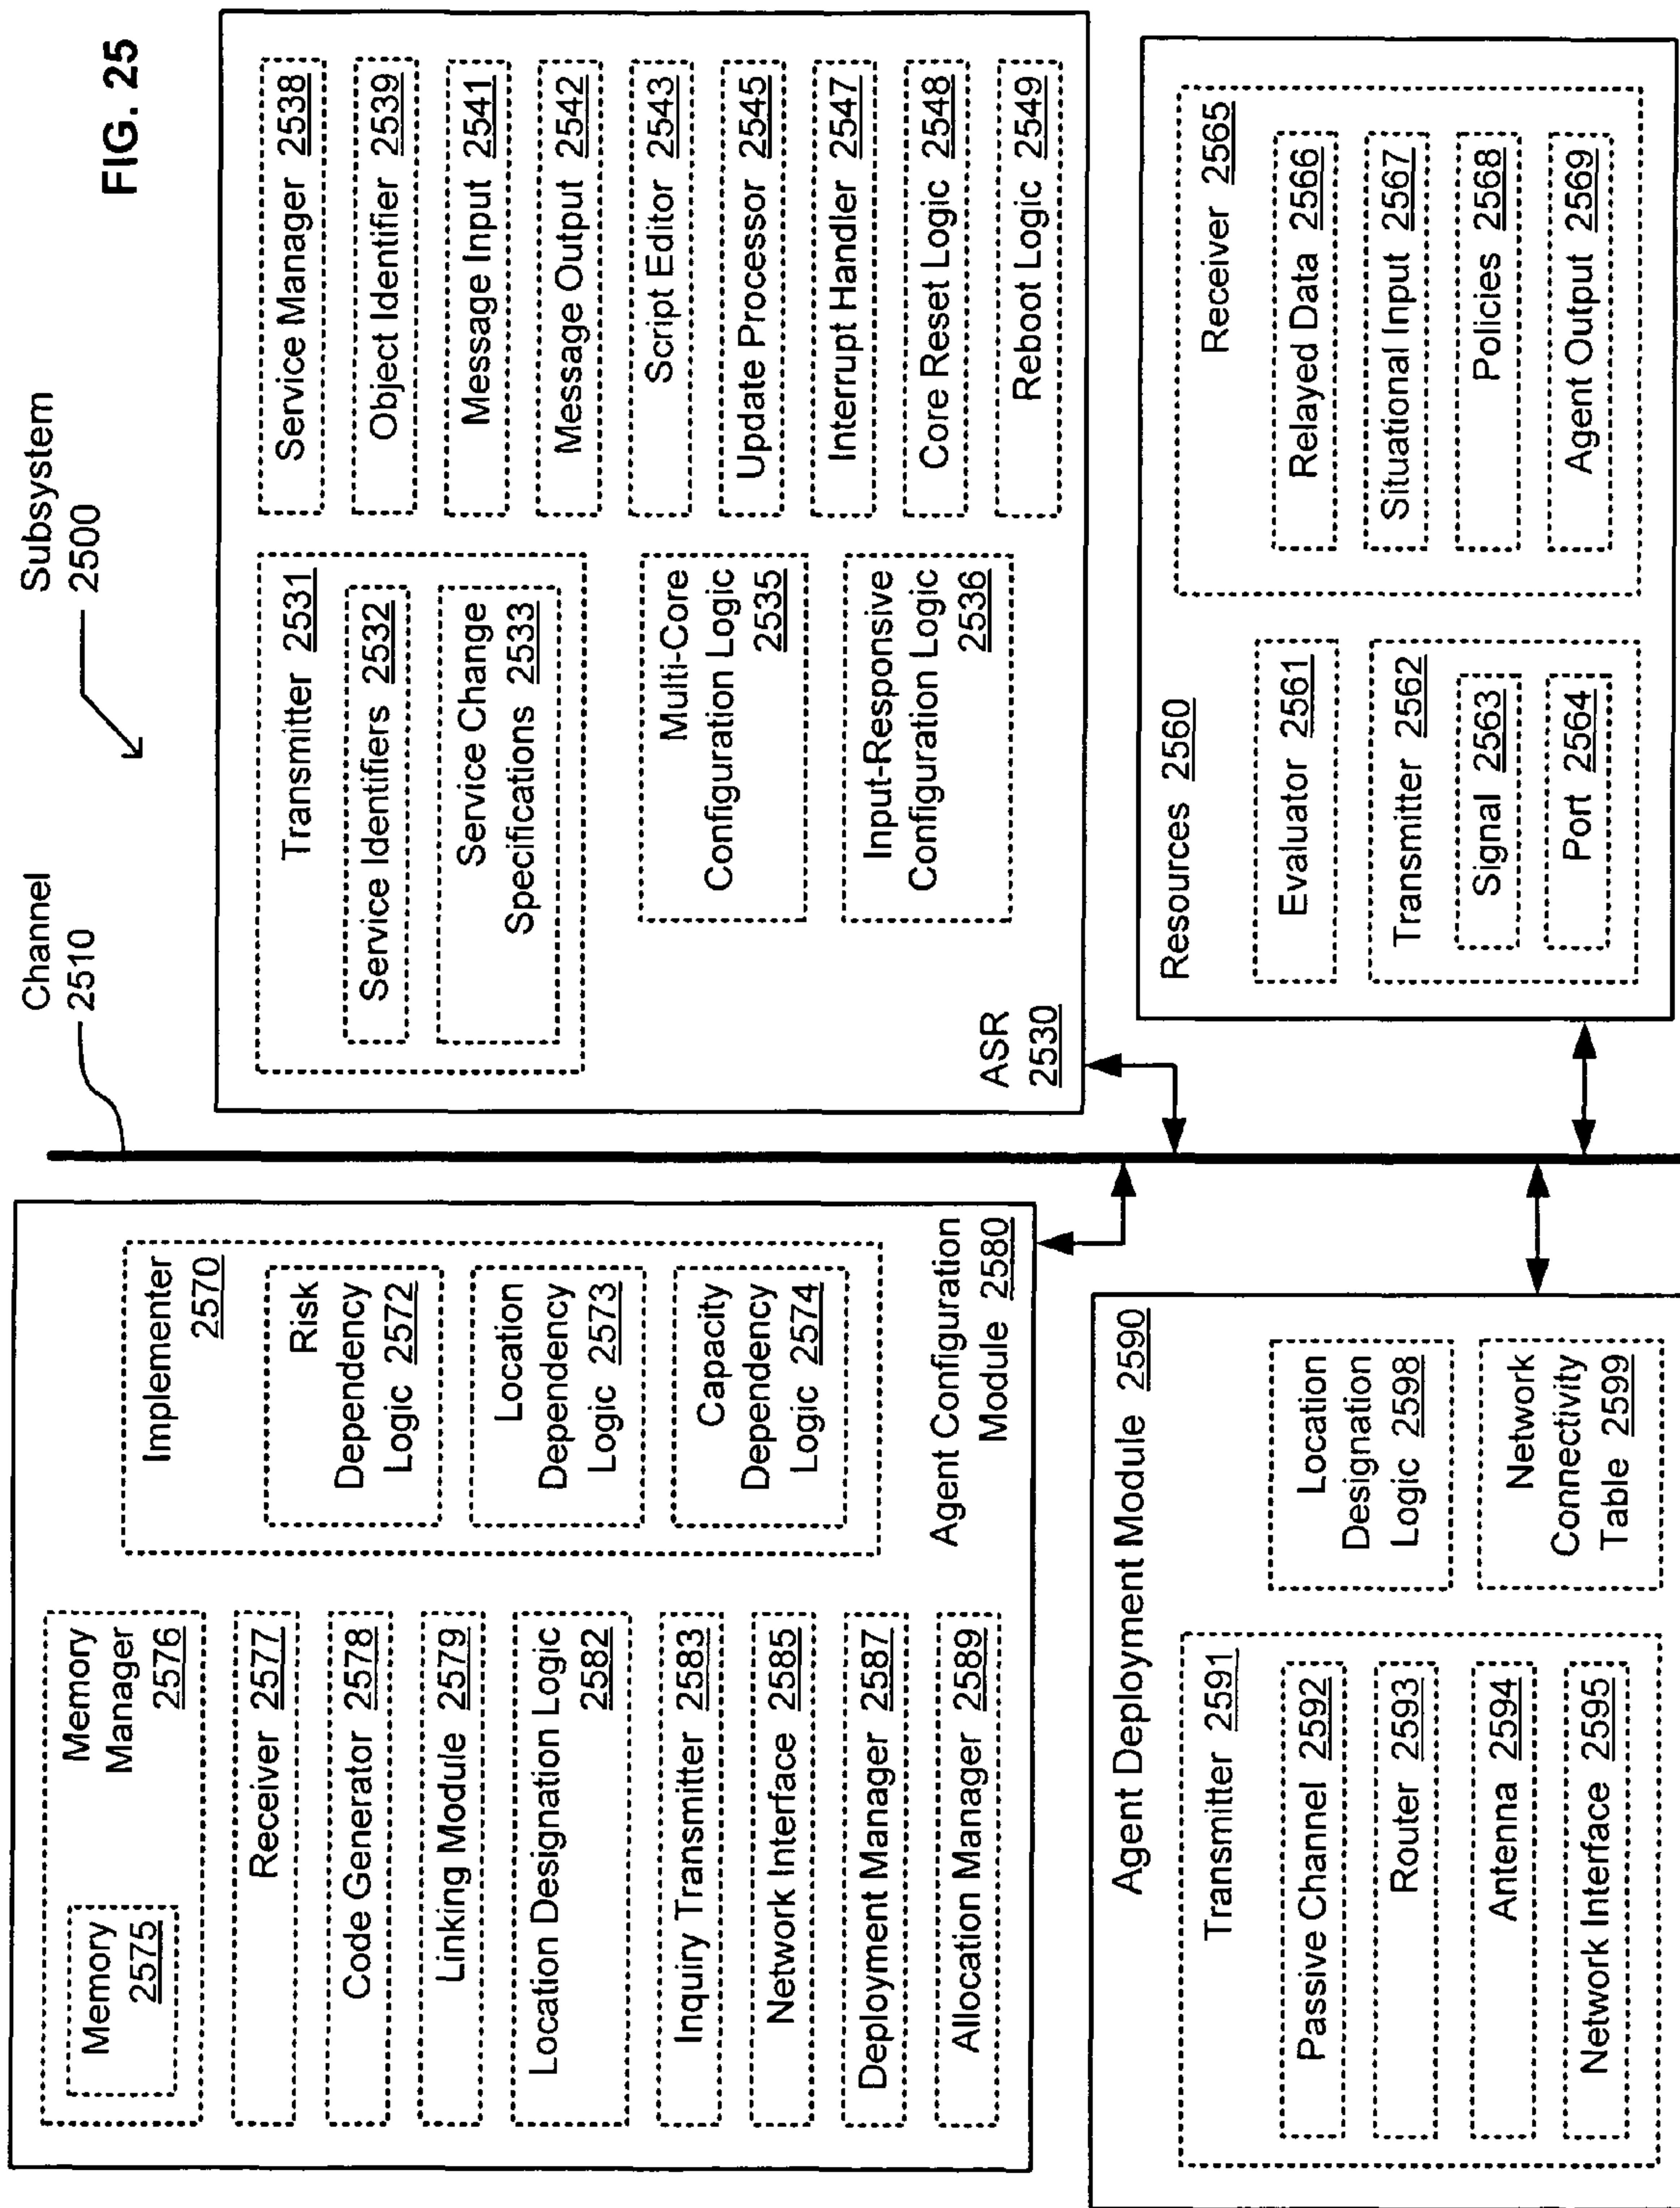 Channel
2510
Subsystem
2500
FIG. 25
Memory
2575
Memory
Manager
2576
Receiver 2577
Code Generator 2578
Linking Module 2579
Location Designation Logic
2582
Inquiry Transmitter 2583
Network Interface 2585
Deployment Manager 2587
Allocation Manager 2589
Implementer
2570
Risk
Dependency
Logic 2572
Location
Dependency
Logic 2573
Capacity
Dependency
Logic 2574
Agent Configuration
Module 2580
Transmitter 2531
Service Identifiers 2532
Service Change
Specifications 2533
Multi-Core
Configuration Logic
2535
Input-Responsive
Configuration Logic
2536
ASR
2530
Service Manager 2538
Object Identifier 2539
Message Input 2541
Message Output 2542
Script Editor 2543
Update Processor 2545
Interrupt Handler 2547
Core Reset Logic 2548
Reboot Logic 2549
Agent Deployment Module 2590
Transmitter 2591
Passive Channel 2592
Router 2593
Antenna 2594
Network Interface 2595
Location
Designation
Logic 2598
Network
Connectivity
Table 2599
Resources 2560
Evaluator 2561
Transmitter 2562
Signal 2563
Port 2564
Receiver 2565
Relayed Data 2566
Situational Input 2567
Policies 2568
Agent Output 2569